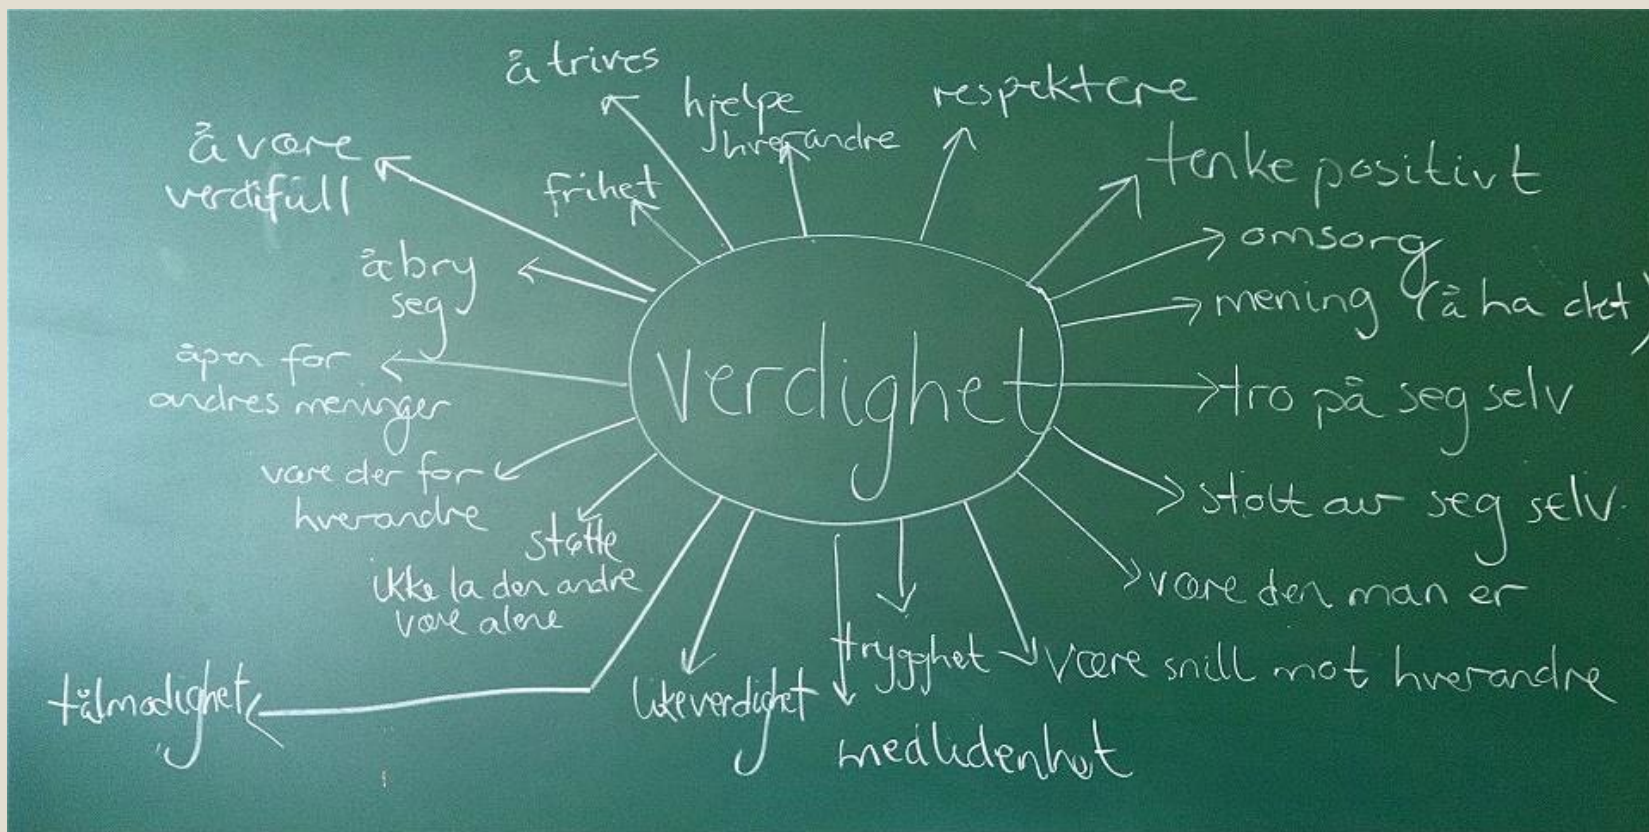 å trives
hjelpe
hverandre
respektere
å være
verdifull
frihet
tenke positivt
å bry
seg
omsorg
mening (å ha det)
åpen for
andres meninger
verdighet
tro på seg selv
være der for
hverandre
stolt av seg selv.
støtte
ikke la den andre
være alene
være den man er
trygghet
være snill mot hverandre
tålmodighet
likeverdighet
medlidenhet